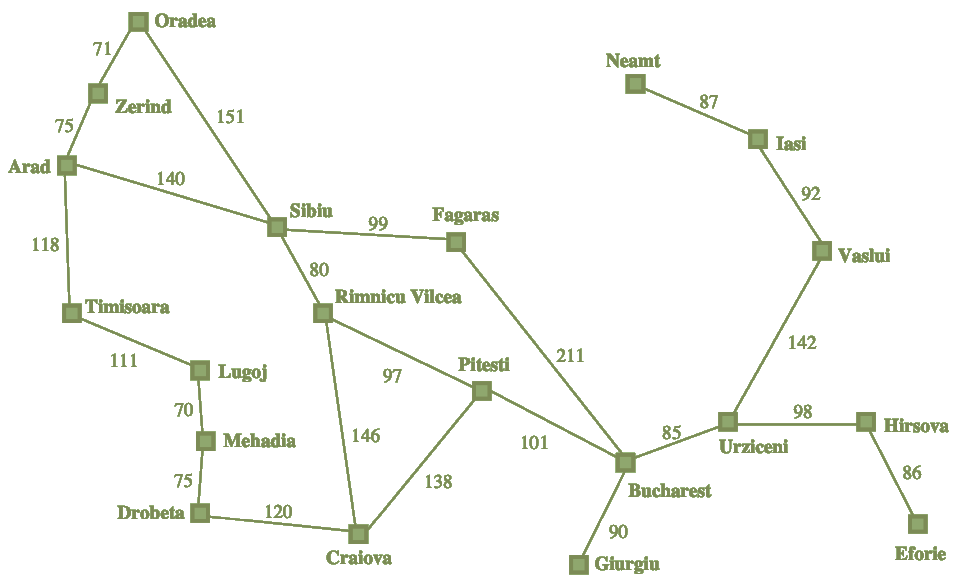 Oradea
71
Neamt
87
Zerind
151
75
Iasi
Arad
140
92
Sibiu
99
Fagaras
118
80
Vaslui
Timisoara
Rimnicu Vilcea
142
211
111
Lugoj
97
Pitesti
70
98
Mehadia
146
101
85
Hirsova
Urziceni
75
138
86
Drobeta
120
Bucharest
90
Craiova
Giurgiu
Eforie